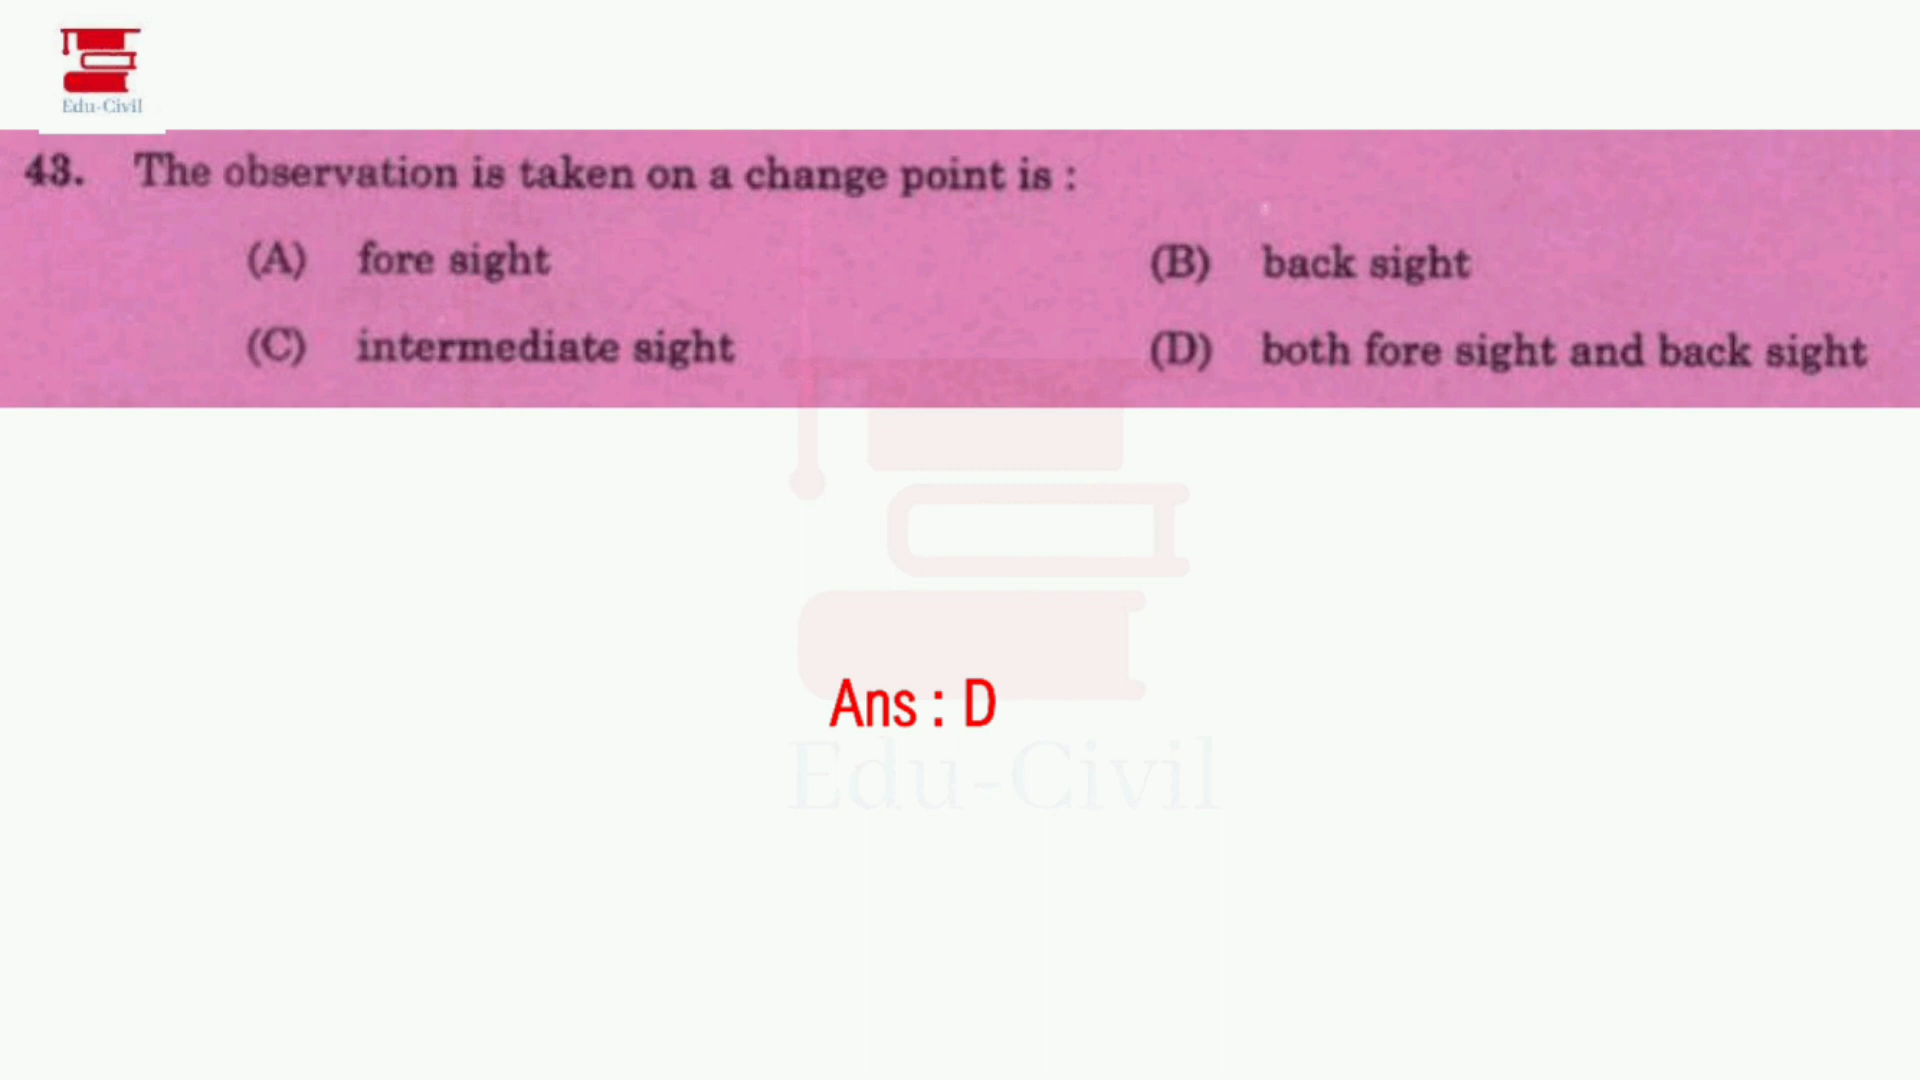 Edu-Civil
43. The observation is taken on a change point is :
(A) fore sight
(B) back sight
(C) intermediate sight
(D) both fore sight and back sight
Ans : D
Edu-Civil